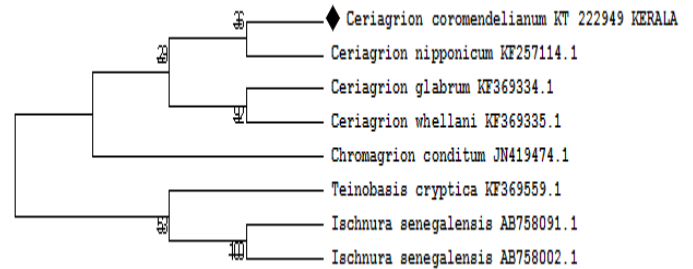 Ceriagrion coromendelianum KT 222949 KERALA
Ceriagrion nipponicum KF257114.1
Ceriagrion glabrum KF369334.1
Ceriagrion whellani KF369335.1
Chromagrion conditum JN419474.1
Teinobasis cryptica KF369559.1
Ischnura senegalensis AB758091.1
Ischnura senegalensis AB758002.1
100